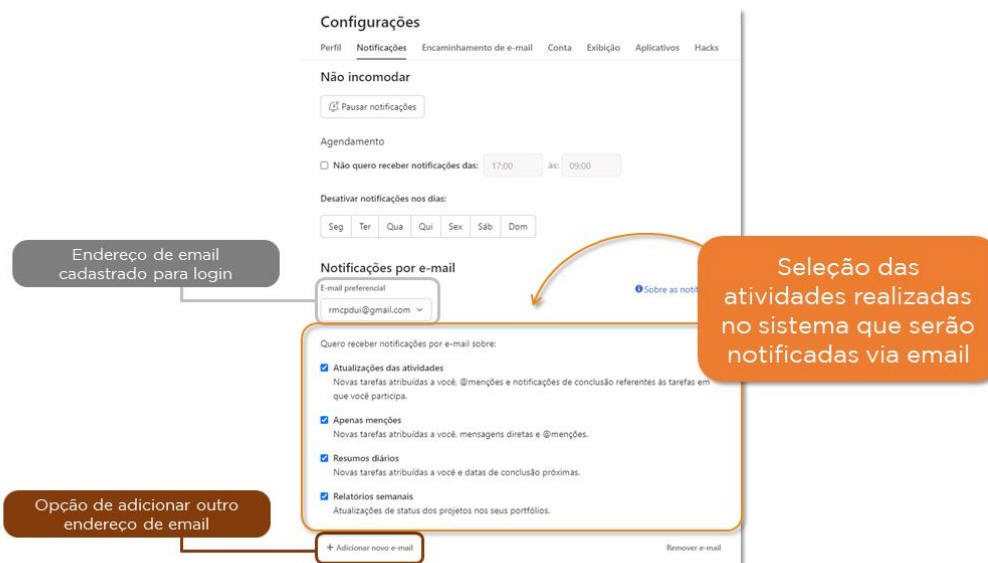 Configurações
Perfil Notificações Encaminhamento de e-mail Conta Exibição Aplicativos Hacks
Não incomodar
Pausar notificações
Agendamento
Não quero receber notificações das: 17:00 às: 09:00
Desativar notificações nos dias:
Seg Ter Qua Qui Sex Sáb Dom
Endereço de email
cadastrado para login
Notificações por e-mail
E-mail preferencial
Sobre as
rmcpdui@gmail.com
Seleção das
atividades realizadas
no sistema que serão
notificadas via email
Quero receber notificações por e-mail sobre:
Atualizações das atividades
Novas tarefas atribuídas a você, @menções e notificações de conclusão referentes às tarefas em
que você participa.
Apenas menções
Novas tarefas atribuídas a você, mensagens diretas e @menções.
Resumos diários
Novas tarefas atribuídas a você e datas de conclusão próximas.
Relatórios semanais
Atualizações de status dos projetos nos seus portfólios.
Opção de adicionar outro
endereço de email
+ Adicionar novo e-mail
Remover e-mail